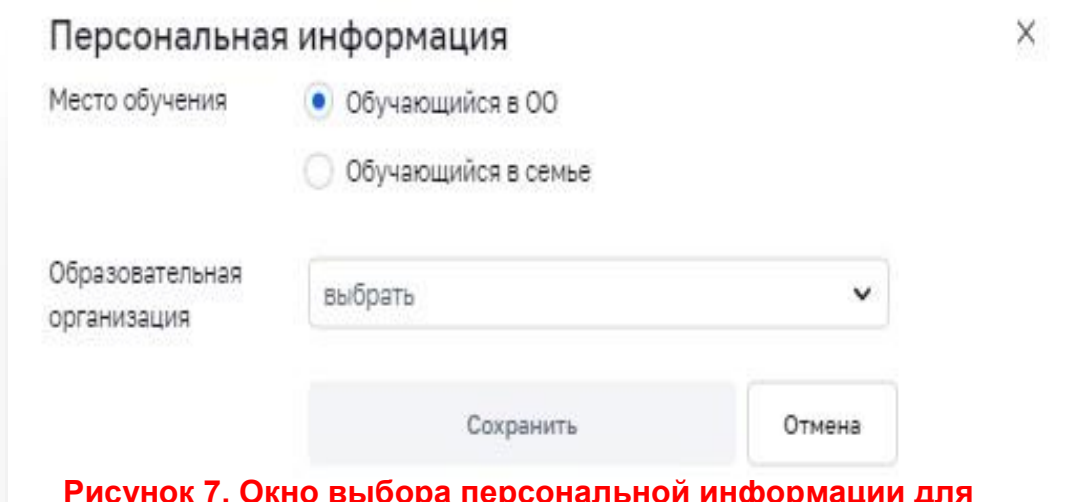 Персональная информация
Место обучения
Обучающийся в ОО
Обучающийся в семье
Образовательная
организация
выбрать
Сохранить
Отмена
Рисунок 7. Окно выбора персональной информации для